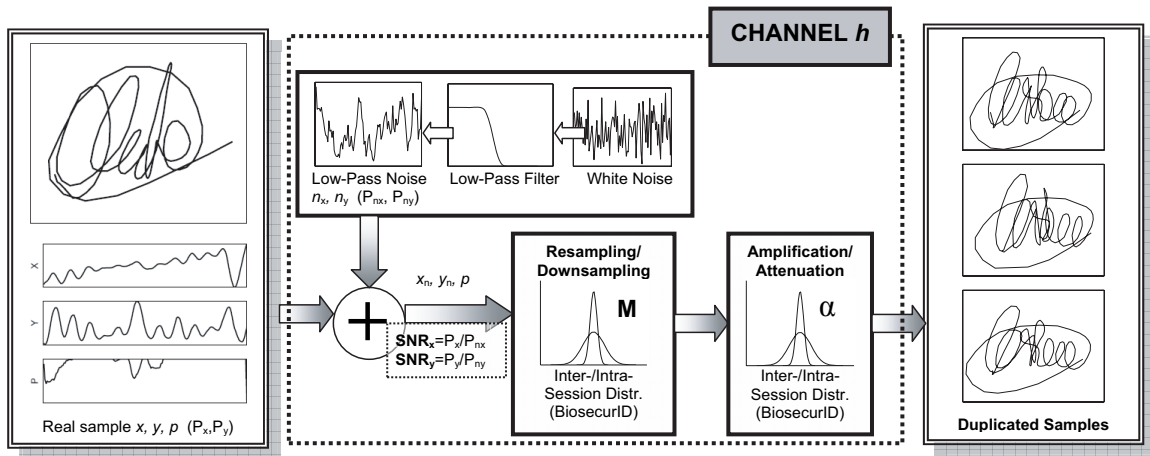 CHANNEL h
Low-Pass Noise
nx, ny (Pnx, Pny)
Low-Pass Filter
White Noise
X
Y
P
Real sample x, y, p (Px,Py)
xn, yn, p
SNRx=Px/Pnx
SNRy=Py/Pny
Resampling/
Downsampling
M
Inter-/Intra-
Session Distr.
(BiosecurID)
Amplification/
Attenuation
α
Inter-/Intra-
Session Distr.
(BiosecurID)
Duplicated Samples